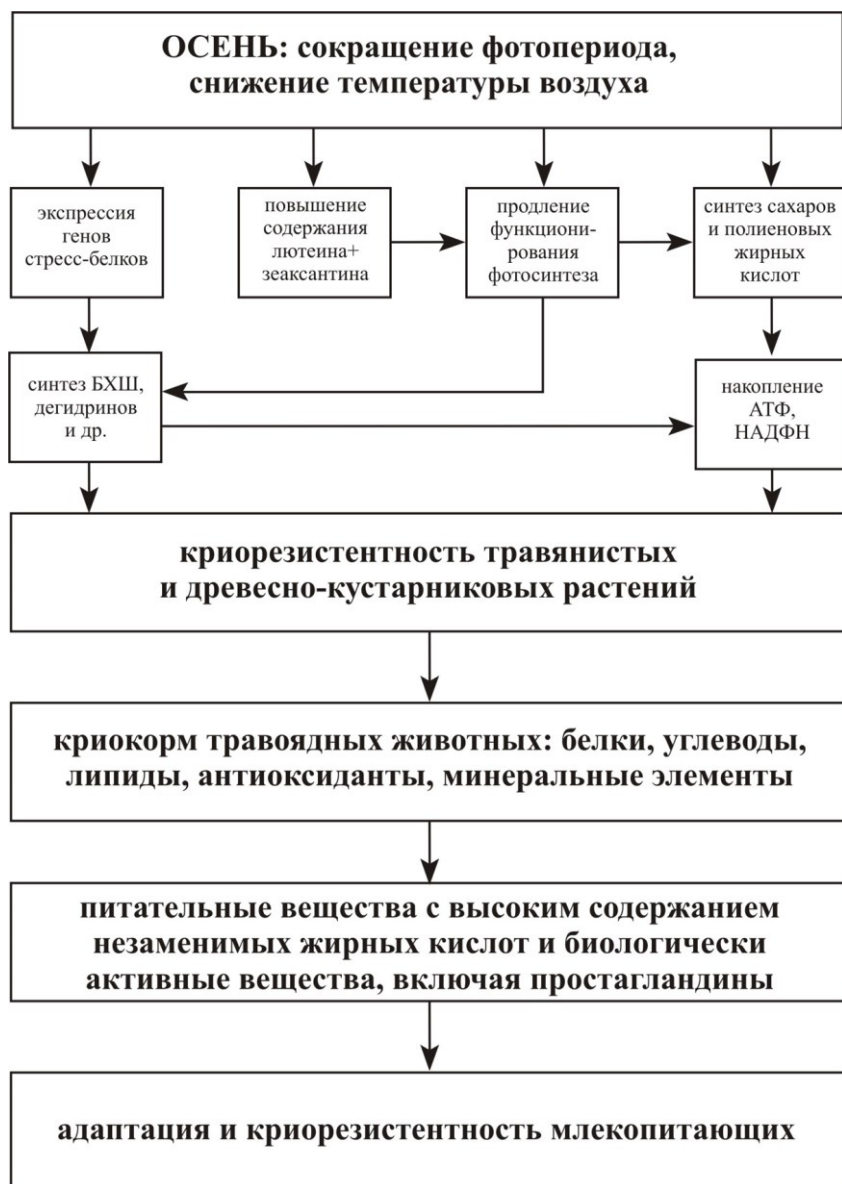 ОСЕНЬ: сокращение фотопериода,
снижение температуры воздуха
экспрессия
генов
стресс-белков
повышение
содержания
лютеина+
зеаксантина
продление
функциони-
рования
фотосинтеза
синтез сахаров
и полиеновых
жирных
кислот
синтез БХШ,
дегидринов
и др.
накопление
АТФ,
НАДФН
криорезистентность травянистых
и древесно-кустарниковых растений
криокорм травоядных животных: белки, углеводы,
липиды, антиоксиданты, минеральные элементы
питательные вещества с высоким содержанием
незаменимых жирных кислот и биологически
активные вещества, включая простагландины
адаптация и криорезистентность млекопитающих